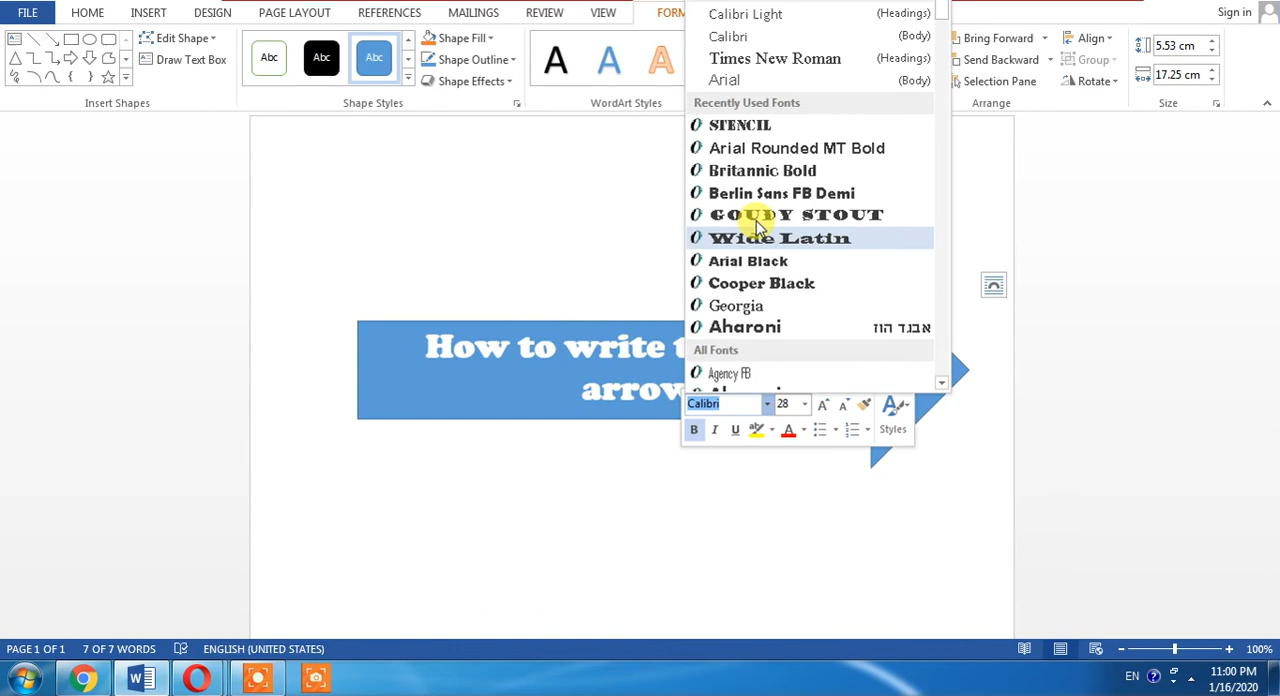 FILE HOME INSERT DESIGN PAGE LAYOUT REFERENCES MAILINGS REVIEW VIEW FORM Sign in
Edit Shape
Draw Text Box
Insert Shapes
Abc Abc Abc
Shape Fill
Shape Outline
Shape Effects
Shape Styles
A A A
WordArt Styles
Bring Forward
Send Backward
Selection Pane
Align
Group
Rotate
Arrange
5.53 cm
17.25 cm
Size
Calibri Light (Headings)
Calibri (Body)
Times New Roman (Headings)
Arial (Body)
Recently Used Fonts
STENCIL
Arial Rounded MT Bold
Britannic Bold
Berlin Sans FB Demi
GOUDY STOUT
Wide Latin
Arial Black
Cooper Black
Georgia
Aharoni אבגד הוז
All Fonts
Agency FB
How to write
arrow
Calibri 28
B I U Styles
PAGE 1 OF 1 7 OF 7 WORDS ENGLISH (UNITED STATES) 100%
EN 11:00 PM
1/16/2020